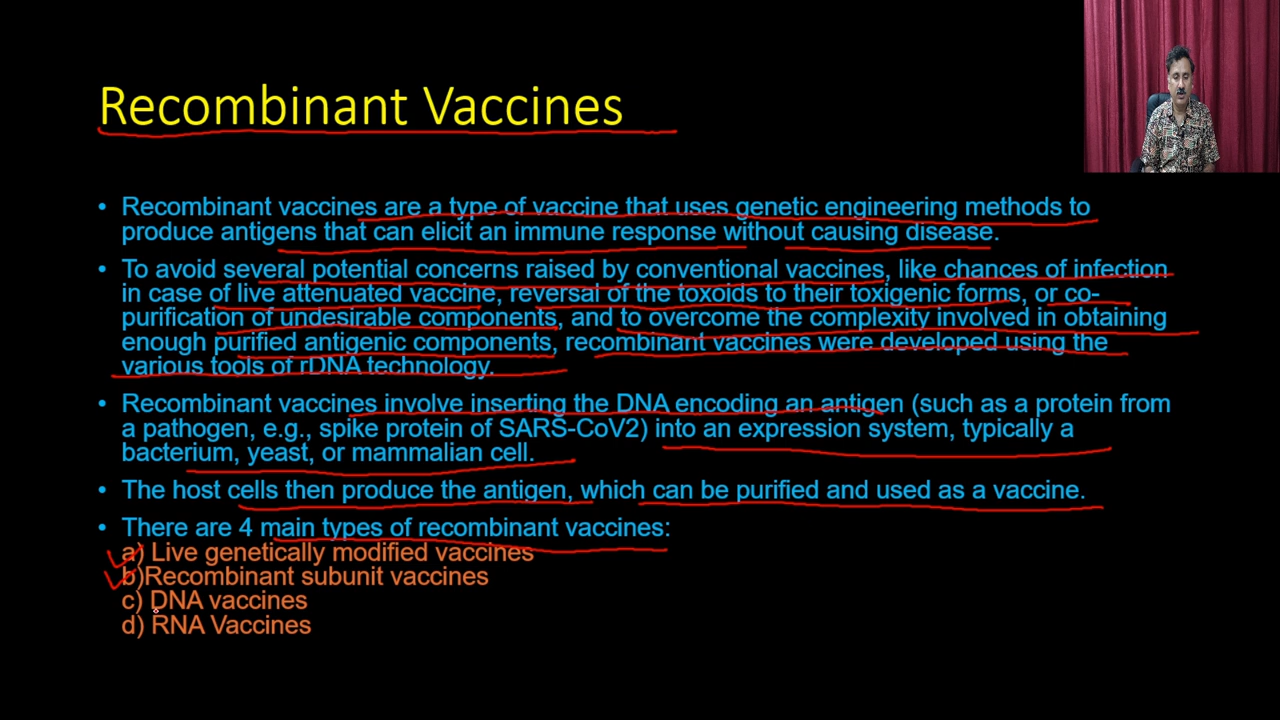 Recombinant Vaccines
• Recombinant vaccines are a type of vaccine that uses genetic engineering methods to
produce antigens that can elicit an immune response without causing disease.
• To avoid several potential concerns raised by conventional vaccines, like chances of infection
in case of live attenuated vaccine, reversal of the toxoids to their toxigenic forms, or co-
purification of undesirable components, and to overcome the complexity involved in obtaining
enough purified antigenic components, recombinant vaccines were developed using the
various tools of rDNA technology.
• Recombinant vaccines involve inserting the DNA encoding an antigen (such as a protein from
a pathogen, e.g., spike protein of SARS-CoV2) into an expression system, typically a
bacterium, yeast, or mammalian cell.
• The host cells then produce the antigen, which can be purified and used as a vaccine.
• There are 4 main types of recombinant vaccines:
a) Live genetically modified vaccines
b)Recombinant subunit vaccines
c) DNA vaccines
d) RNA Vaccines